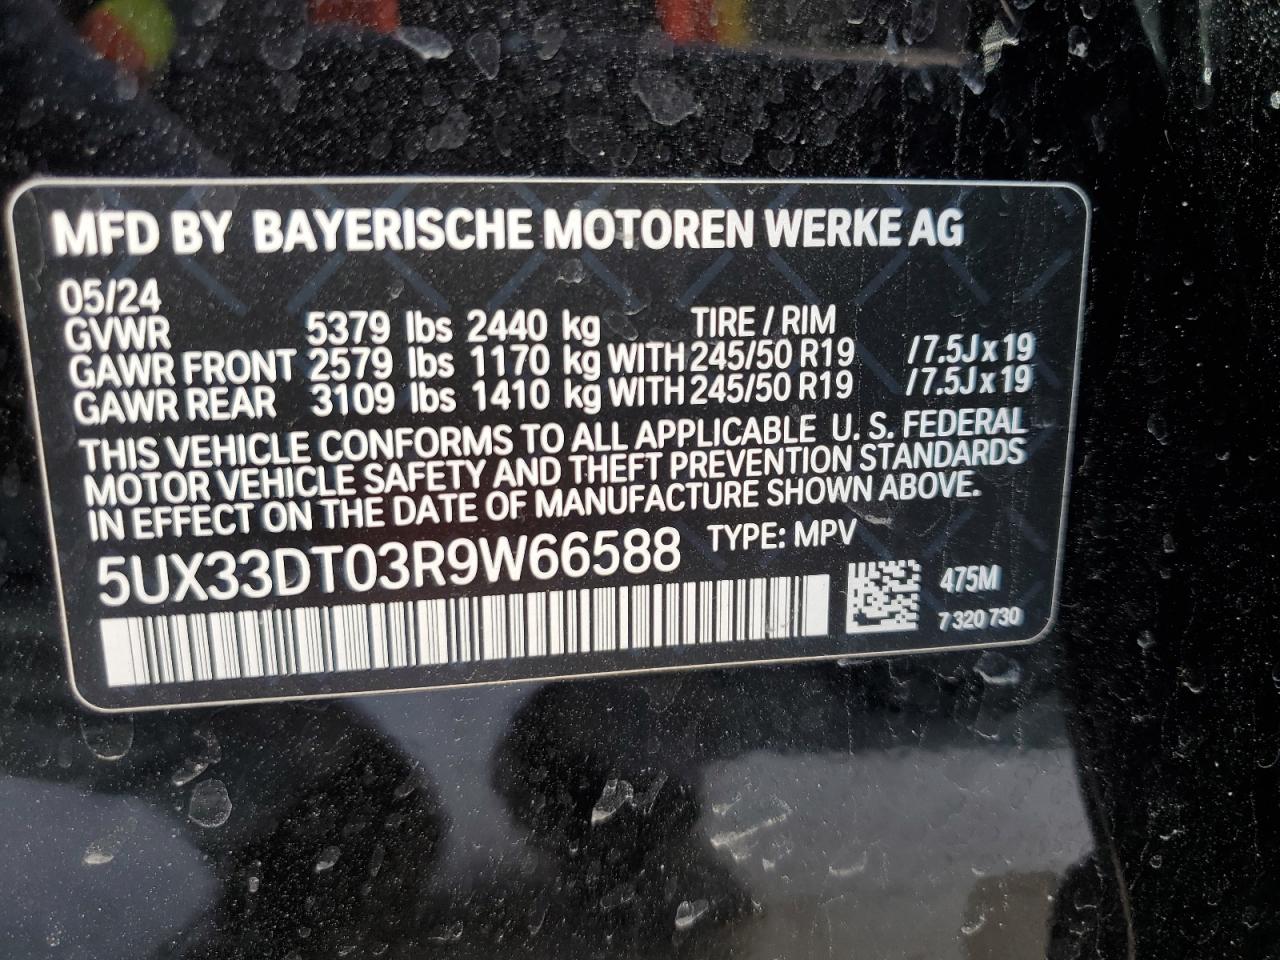 MFD BY BAYERISCHE MOTOREN WERKE AG
05/24
GVWR 5379 lbs 2440 kg TIRE / RIM
GAWR FRONT 2579 lbs 1170 kg WITH 245/50 R19 / 7.5J x 19
GAWR REAR 3109 lbs 1410 kg WITH 245/50 R19 / 7.5J x 19
THIS VEHICLE CONFORMS TO ALL APPLICABLE U. S. FEDERAL
MOTOR VEHICLE SAFETY AND THEFT PREVENTION STANDARDS
IN EFFECT ON THE DATE OF MANUFACTURE SHOWN ABOVE.
5UX33DT03R9W66588 TYPE: MPV
475M
7 320 730